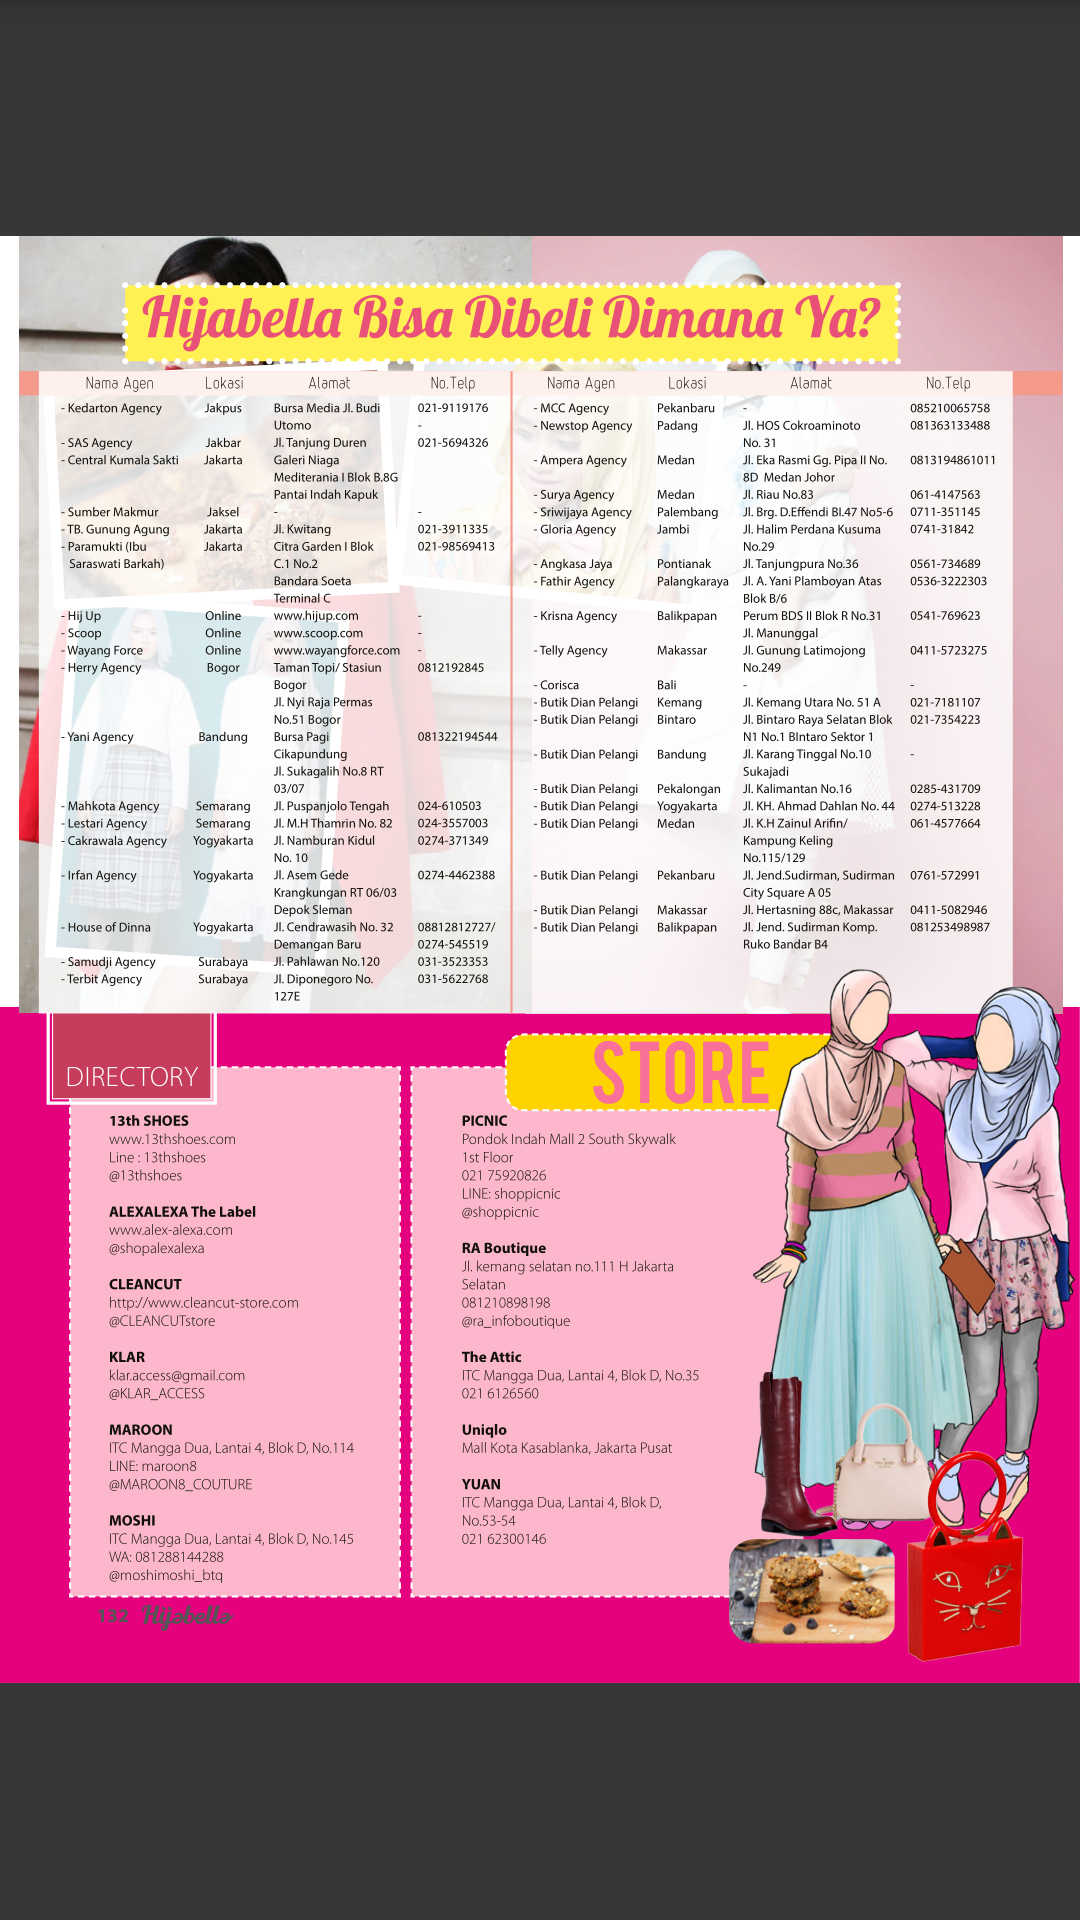 Hijabella Bisa Dibeli Dimana Ya?
Nama Agen Lokasi Alamat No.Telp
- Kedarton Agency Jakpus Bursa Media Jl. Budi 021-9119176
Utomo -
- SAS Agency Jakbar Jl. Tanjung Duren 021-5694326
- Central Kumala Sakti Jakarta Galeri Niaga
Mediterania I Blok B.8G
Pantai Indah Kapuk
- Sumber Makmur Jaksel - -
- TB. Gunung Agung Jakarta Jl. Kwitang 021-3911335
- Paramukti (Ibu Jakarta Citra Garden I Blok 021-98569413
Saraswati Barkah) C.1 No.2
Bandara Soeta
Terminal C
- Hij Up Online www.hijup.com -
- Scoop Online www.scoop.com -
- Wayang Force Online www.wayangforce.com -
- Herry Agency Bogor Taman Topi/ Stasiun 0812192845
Bogor
Jl. Nyi Raja Permas
No.51 Bogor
- Yani Agency Bandung Bursa Pagi 081322194544
Cikapundung
Jl. Sukagalih No.8 RT
03/07
- Mahkota Agency Semarang Jl. Puspanjolo Tengah 024-610503
- Lestari Agency Semarang Jl. M.H Thamrin No. 82 024-3557003
- Cakrawala Agency Yogyakarta Jl. Namburan Kidul 0274-371349
No. 10
- Irfan Agency Yogyakarta Jl. Asem Gede 0274-4462388
Krangkungan RT 06/03
Depok Sleman
- House of Dinna Yogyakarta Jl. Cendrawasih No. 32 08812812727/
Demangan Baru 0274-545519
- Samudji Agency Surabaya Jl. Pahlawan No.120 031-3523353
- Terbit Agency Surabaya Jl. Diponegoro No. 031-5622768
127E
Nama Agen Lokasi Alamat No.Telp
- MCC Agency Pekanbaru - 085210065758
- Newstop Agency Padang Jl. HOS Cokroaminoto 081363133488
No. 31
- Ampera Agency Medan Jl. Eka Rasmi Gg. Pipa II No. 0813194861011
8D Medan Johor
- Surya Agency Medan Jl. Riau No.83 061-4147563
- Sriwijaya Agency Palembang Jl. Brg. D.Effendi Bl.47 No5-6 0711-351145
- Gloria Agency Jambi Jl. Halim Perdana Kusuma 0741-31842
No.29
- Angkasa Jaya Pontianak Jl. Tanjungpura No.36 0561-734689
- Fathir Agency Palangkaraya Jl. A. Yani Plamboyan Atas 0536-3222303
Blok B/6
- Krisna Agency Balikpapan Perum BDS II Blok R No.31 0541-769623
Jl. Manunggal
- Telly Agency Makassar Jl. Gunung Latimojong 0411-5723275
No.249
- Corisca Bali - -
- Butik Dian Pelangi Kemang Jl. Kemang Utara No. 51 A 021-7181107
- Butik Dian Pelangi Bintaro Jl. Bintaro Raya Selatan Blok 021-7354223
N1 No.1 BIntaro Sektor 1
- Butik Dian Pelangi Bandung Jl. Karang Tinggal No.10 -
Sukajadi
- Butik Dian Pelangi Pekalongan Jl. Kalimantan No.16 0285-431709
- Butik Dian Pelangi Yogyakarta Jl. KH. Ahmad Dahlan No. 44 0274-513228
- Butik Dian Pelangi Medan Jl. K.H Zainul Arifin/ 061-4577664
Kampung Keling
No.115/129
- Butik Dian Pelangi Pekanbaru Jl. Jend.Sudirman, Sudirman 0761-572991
City Square A 05
- Butik Dian Pelangi Makassar Jl. Hertasning 88c, Makassar 0411-5082946
- Butik Dian Pelangi Balikpapan Jl. Jend. Sudirman Komp. 081253498987
Ruko Bandar B4
DIRECTORY
STORE
13th SHOES
www.13thshoes.com
Line : 13thshoes
@13thshoes
ALEXALEXA The Label
www.alex-alexa.com
@shopalexalexa
CLEANCUT
http://www.cleancut-store.com
@CLEANCUTstore
KLAR
klar.access@gmail.com
@KLAR_ACCESS
MAROON
ITC Mangga Dua, Lantai 4, Blok D, No.114
LINE: maroon8
@MAROON8_COUTURE
MOSHI
ITC Mangga Dua, Lantai 4, Blok D, No.145
WA: 081288144288
@moshimoshi_btq
PICNIC
Pondok Indah Mall 2 South Skywalk
1st Floor
021 75920826
LINE: shoppicnic
@shoppicnic
RA Boutique
Jl. kemang selatan no.111 H Jakarta
Selatan
081210898198
@ra_infoboutique
The Attic
ITC Mangga Dua, Lantai 4, Blok D, No.35
021 6126560
Uniqlo
Mall Kota Kasablanka, Jakarta Pusat
YUAN
ITC Mangga Dua, Lantai 4, Blok D,
No.53-54
021 62300146
132 Hijabella